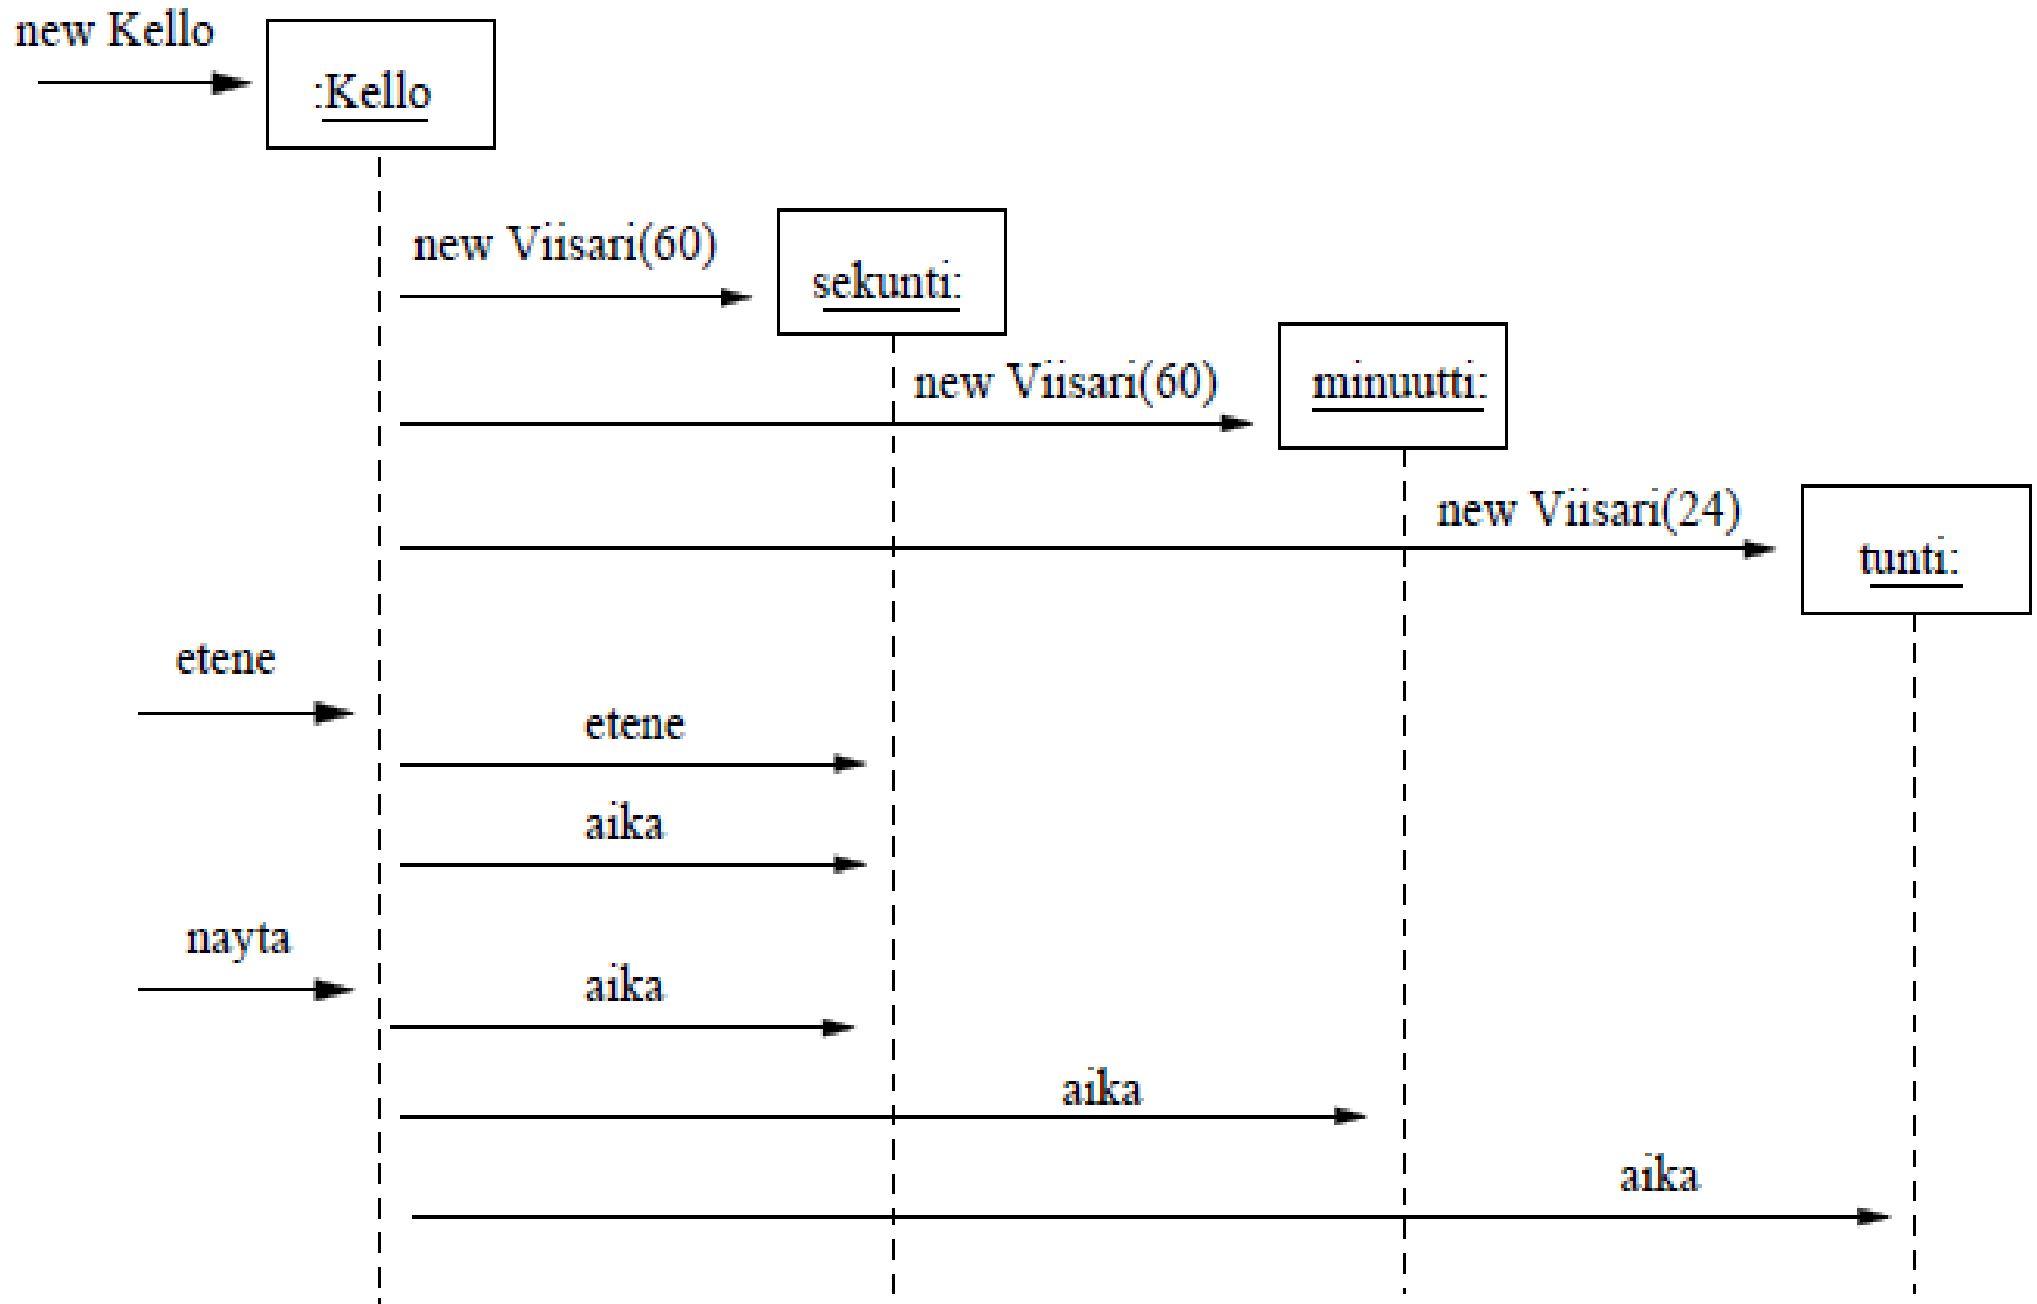 new Kello
:Kello
new Viisari(60)
sekunti:
new Viisari(60)
minuutti:
new Viisari(24)
tunti:
etene
etene
aika
nayta
aika
aika
aika